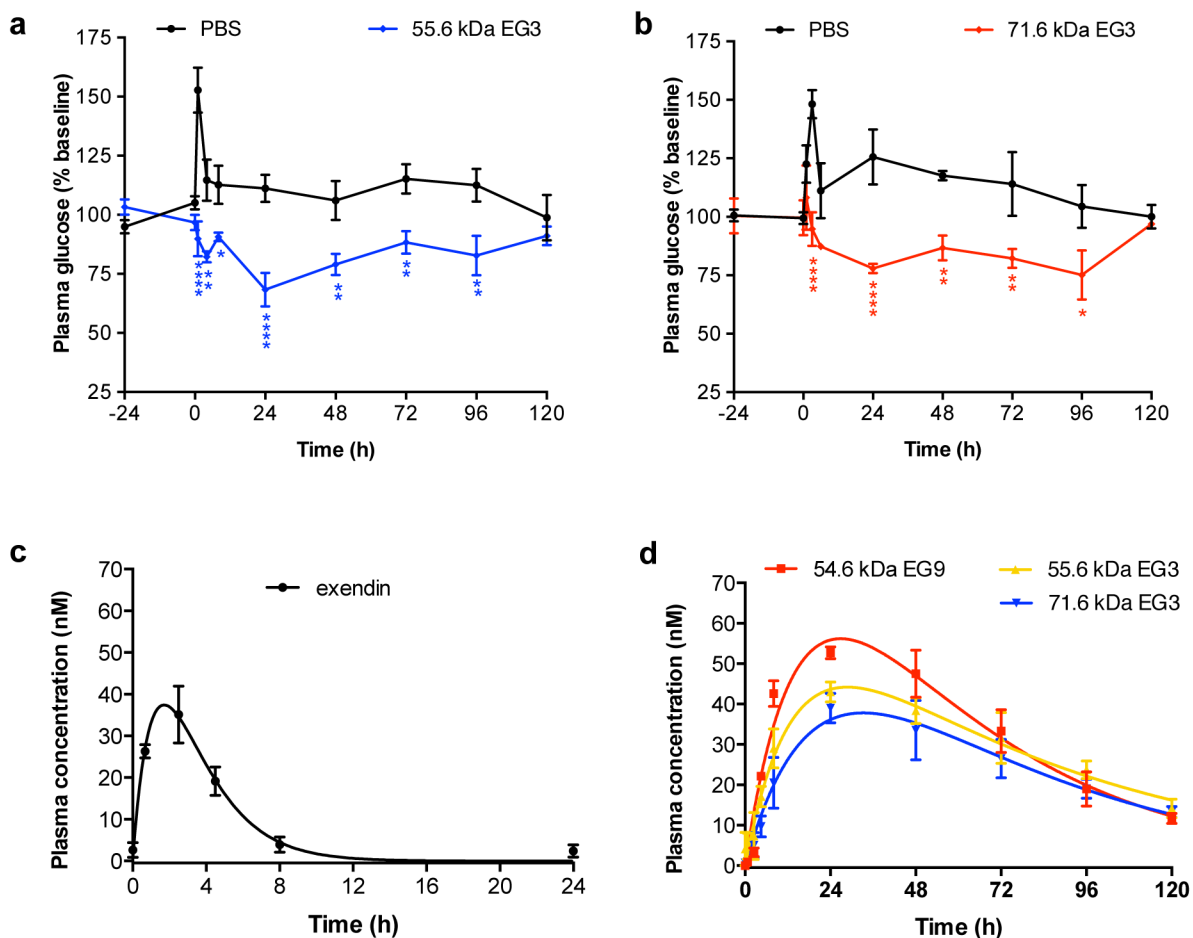 a
PBS
55.6 kDa EG3
Plasma glucose (% baseline)
175
150
125
100
75
50
25
****
**
*
****
**
**
**
-24 0 24 48 72 96 120
Time (h)
b
PBS
71.6 kDa EG3
Plasma glucose (% baseline)
175
150
125
100
75
50
25
****
****
**
**
*
-24 0 24 48 72 96 120
Time (h)
c
exendin
Plasma concentration (nM)
70
60
50
40
30
20
10
0
0 4 8 12 16 20 24
Time (h)
d
54.6 kDa EG9
55.6 kDa EG3
71.6 kDa EG3
Plasma concentration (nM)
70
60
50
40
30
20
10
0
0 24 48 72 96 120
Time (h)